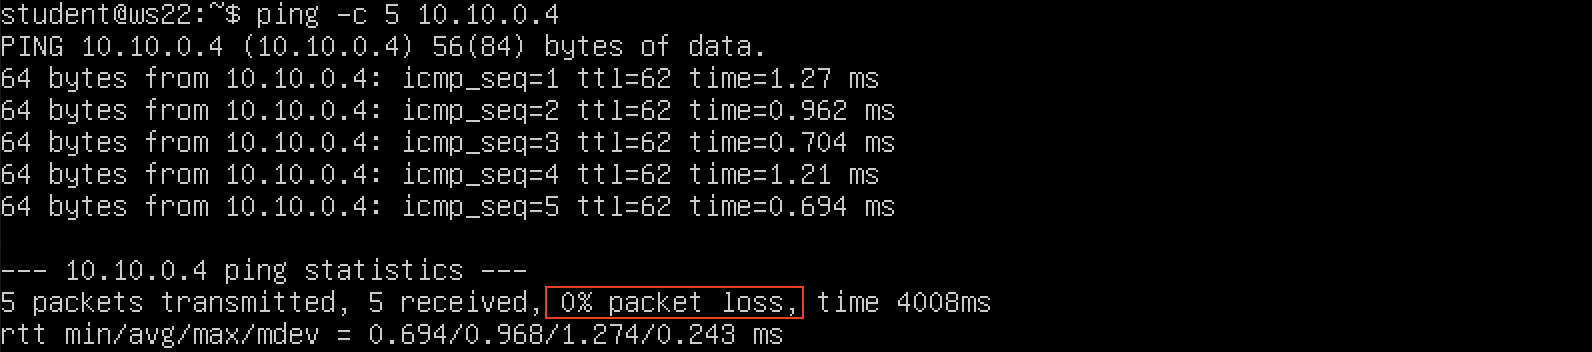 student@ws22:~$ ping -c 5 10.10.0.4
PING 10.10.0.4 (10.10.0.4) 56(84) bytes of data.
64 bytes from 10.10.0.4: icmp_seq=1 ttl=62 time=1.27 ms
64 bytes from 10.10.0.4: icmp_seq=2 ttl=62 time=0.962 ms
64 bytes from 10.10.0.4: icmp_seq=3 ttl=62 time=0.704 ms
64 bytes from 10.10.0.4: icmp_seq=4 ttl=62 time=1.21 ms
64 bytes from 10.10.0.4: icmp_seq=5 ttl=62 time=0.694 ms
--- 10.10.0.4 ping statistics ---
5 packets transmitted, 5 received, 0% packet loss, time 4008ms
rtt min/avg/max/mdev = 0.694/0.968/1.274/0.243 ms